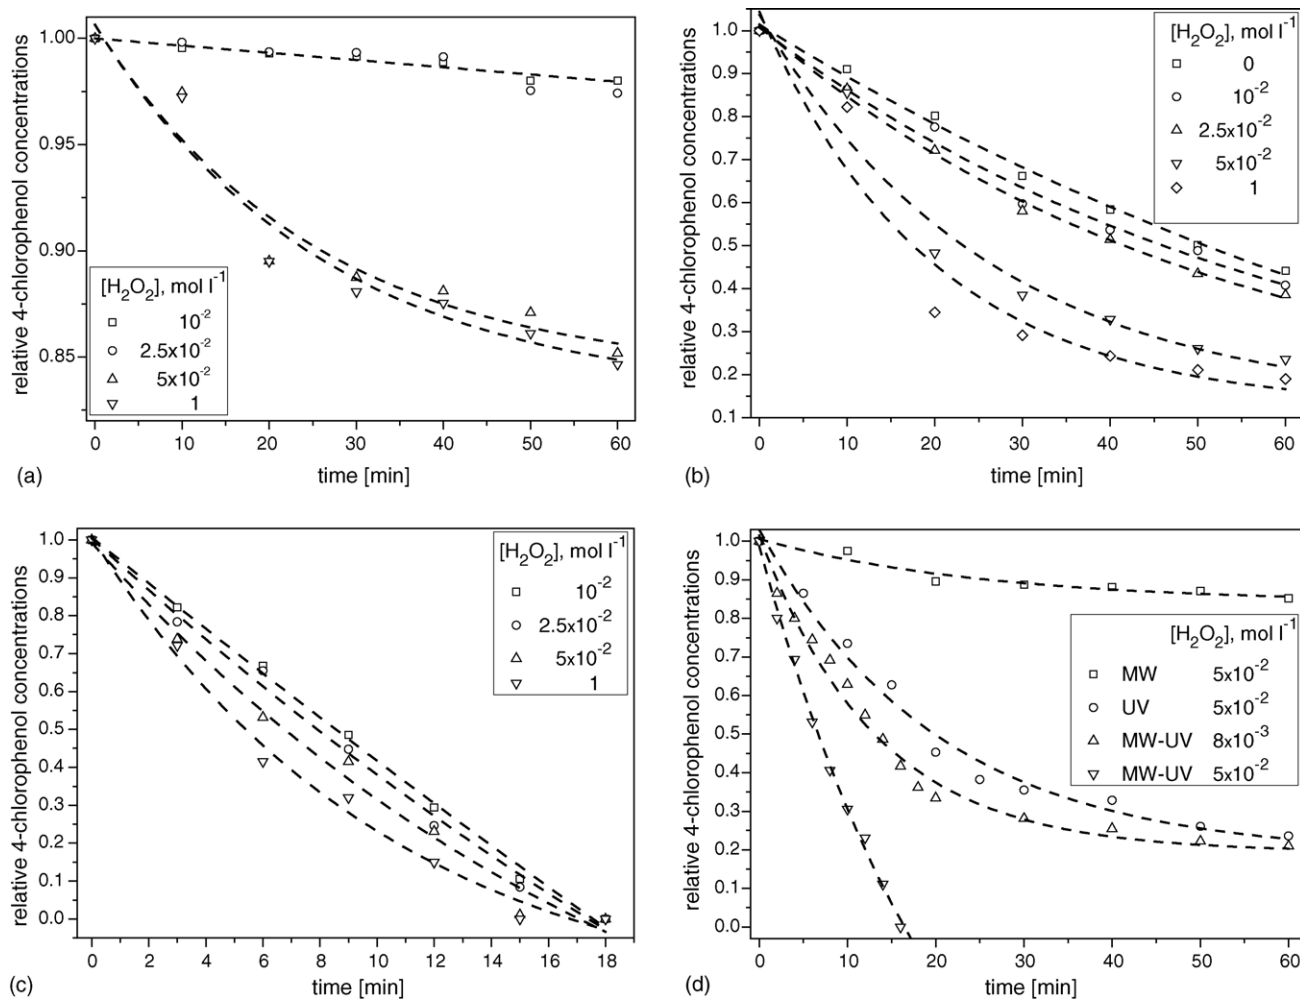 relative 4-chlorophenol concentrations
1.00
0.95
0.90
0.85
[H₂O₂], mol l⁻¹
10⁻²
2.5x10⁻²
5x10⁻²
1
0 10 20 30 40 50 60
time [min]
(a)
relative 4-chlorophenol concentrations
1.0
0.9
0.8
0.7
0.6
0.5
0.4
0.3
0.2
0.1
[H₂O₂], mol l⁻¹
0
10⁻²
2.5x10⁻²
5x10⁻²
1
0 10 20 30 40 50 60
time [min]
(b)
relative 4-chlorophenol concentrations
1.0
0.9
0.8
0.7
0.6
0.5
0.4
0.3
0.2
0.1
0.0
[H₂O₂], mol l⁻¹
10⁻²
2.5x10⁻²
5x10⁻²
1
0 2 4 6 8 10 12 14 16 18
time [min]
(c)
relative 4-chlorophenol concentrations
1.0
0.9
0.8
0.7
0.6
0.5
0.4
0.3
0.2
0.1
0.0
[H₂O₂], mol l⁻¹
MW 5x10⁻²
UV 5x10⁻²
MW-UV 8x10⁻³
MW-UV 5x10⁻²
0 10 20 30 40 50 60
time [min]
(d)